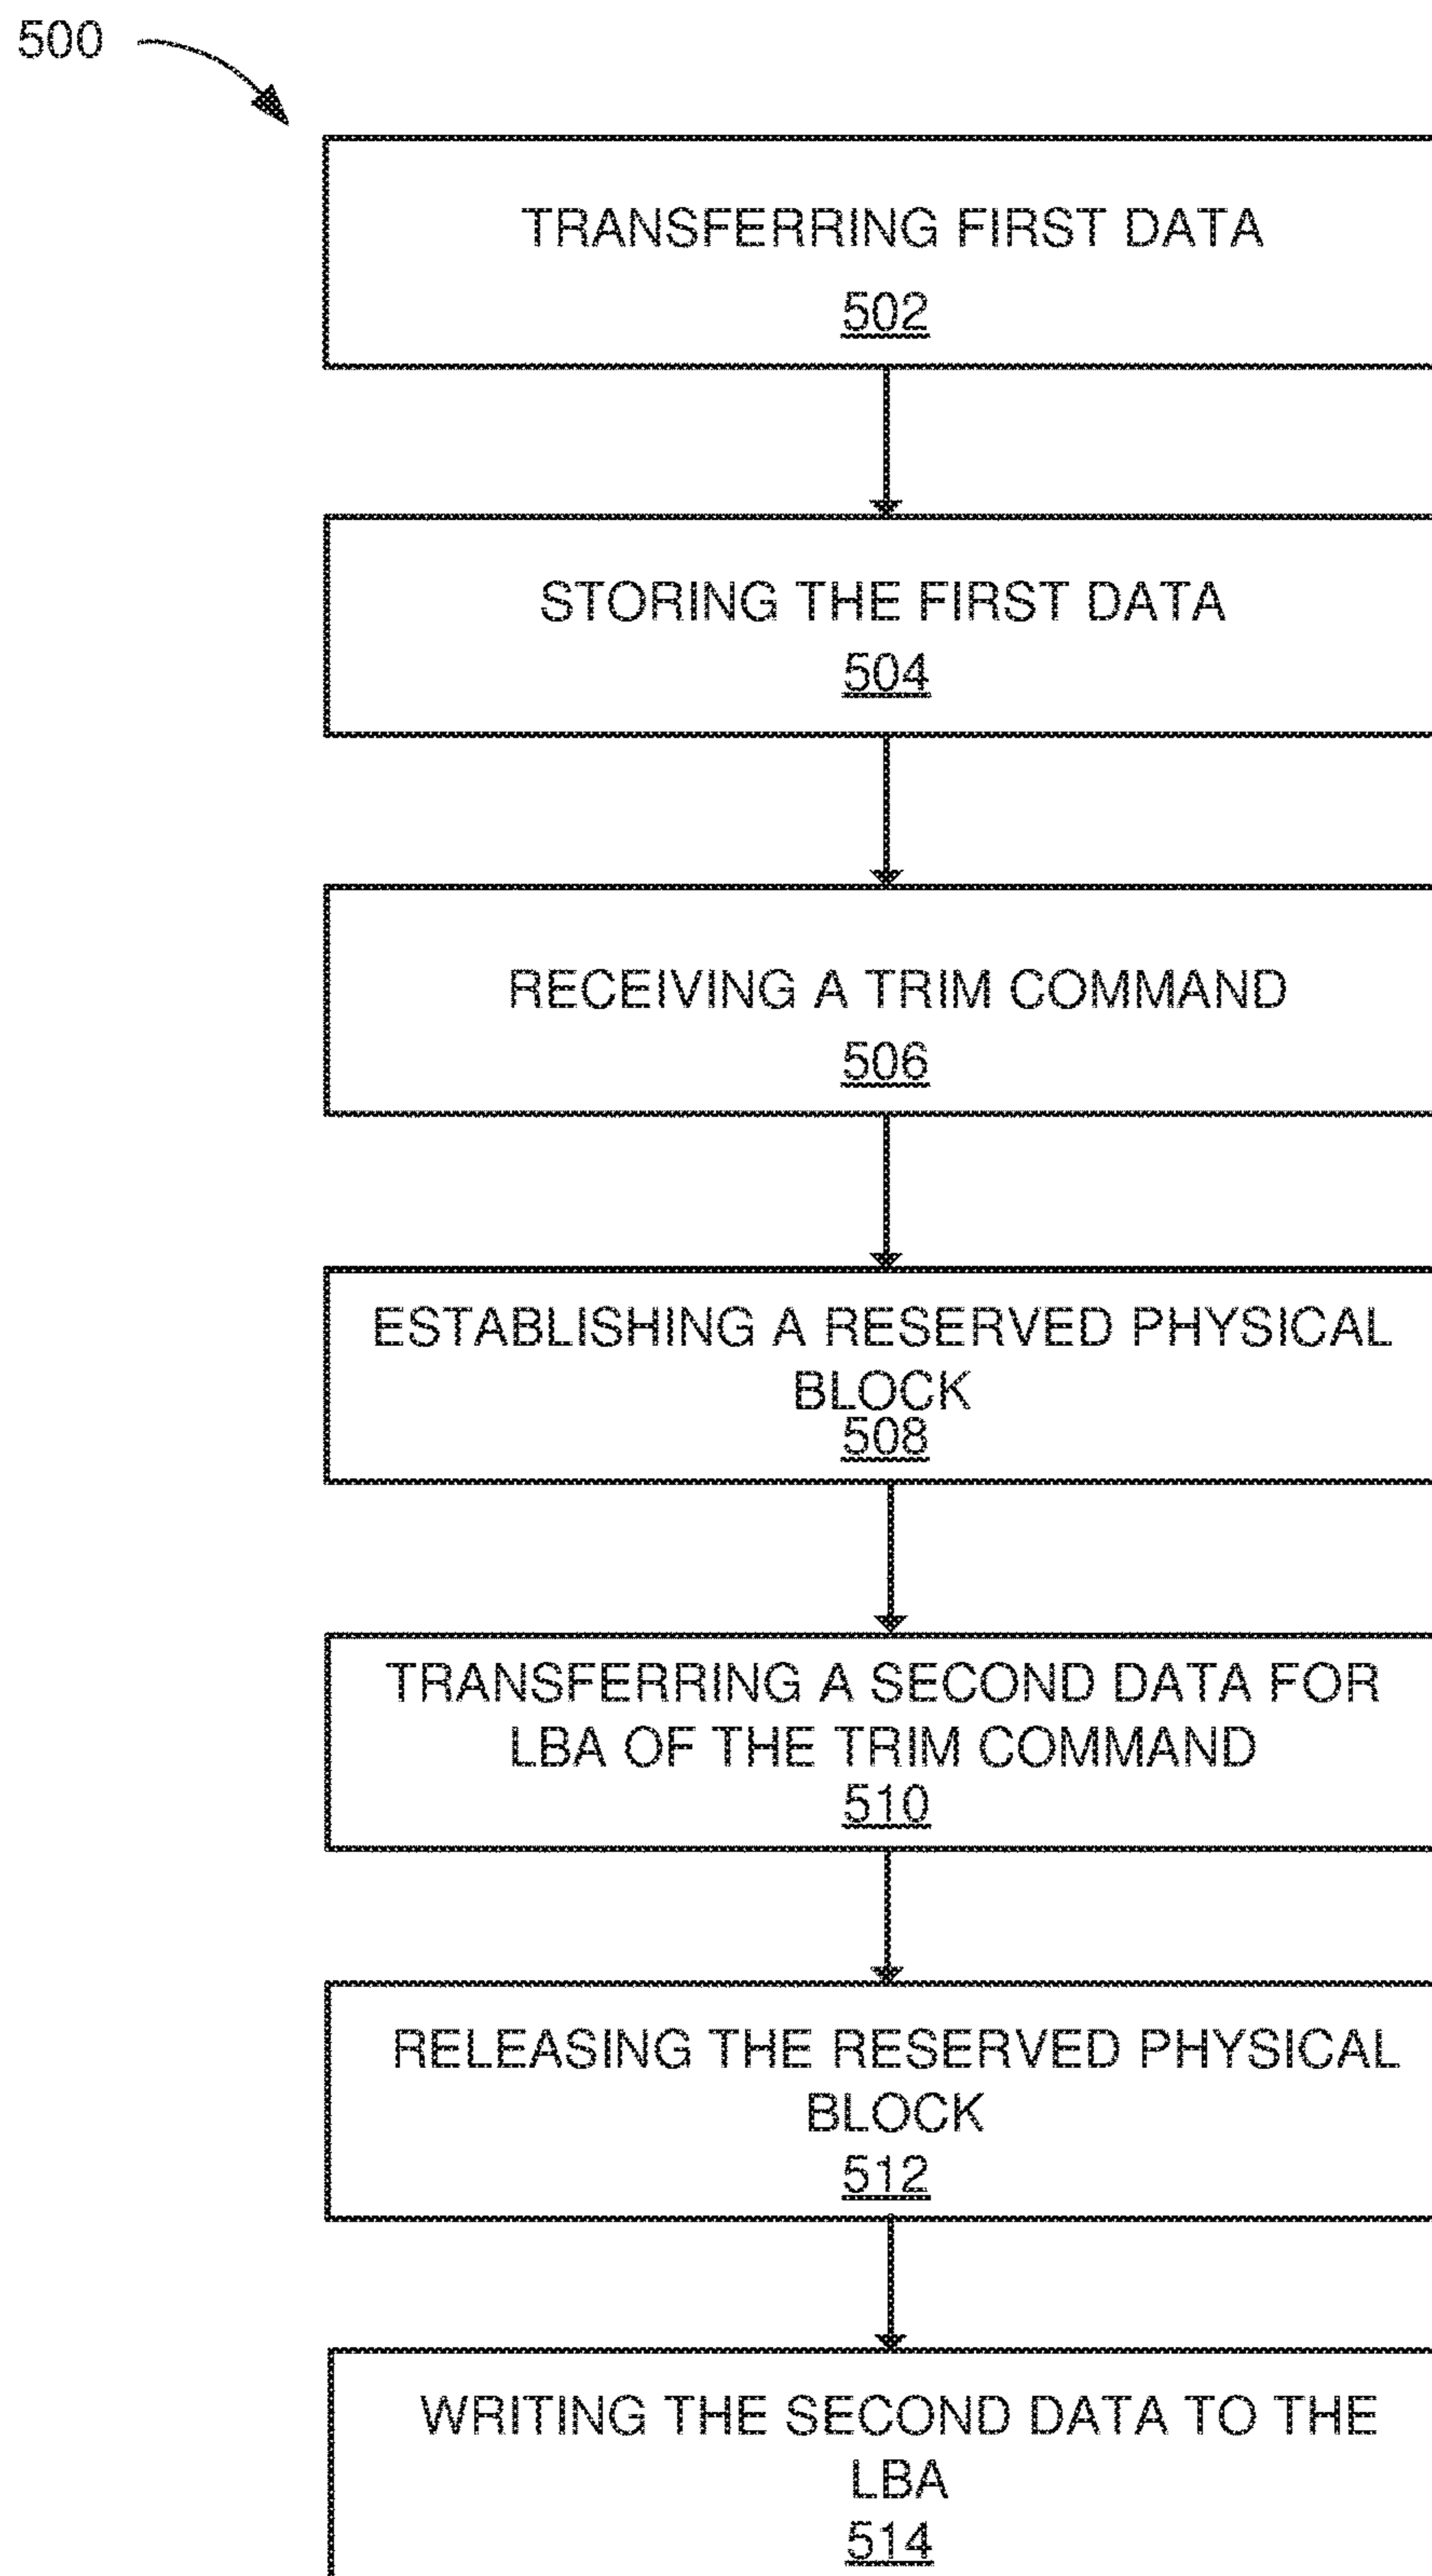 500
TRANSFERRING FIRST DATA
502
STORING THE FIRST DATA
504
RECEIVING A TRIM COMMAND
506
ESTABLISHING A RESERVED PHYSICAL
BLOCK
508
TRANSFERRING A SECOND DATA FOR
LBA OF THE TRIM COMMAND
510
RELEASING THE RESERVED PHYSICAL
BLOCK
512
WRITING THE SECOND DATA TO THE
LBA
514